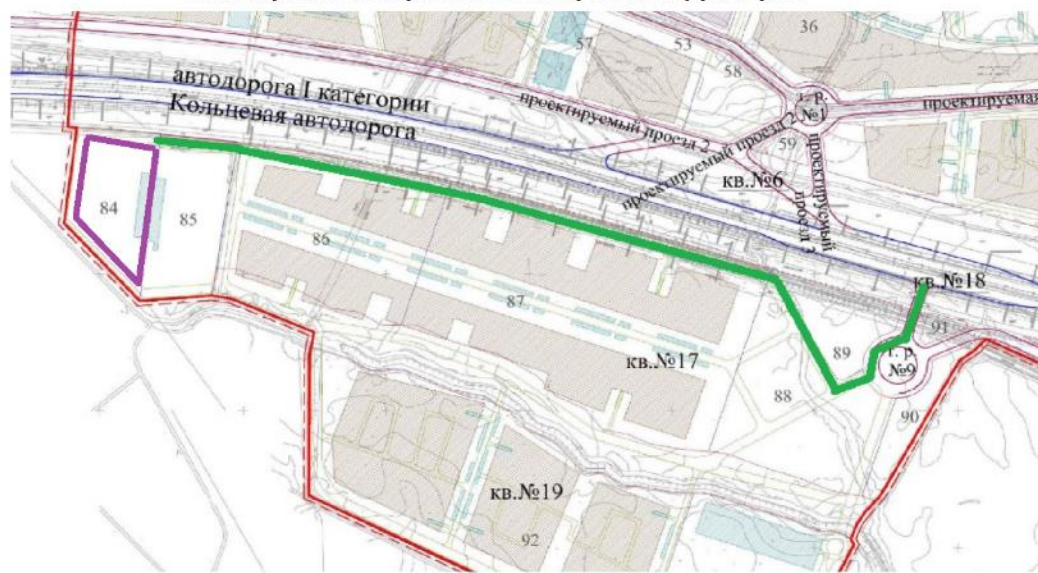 57
53
58
36
автодорога I категории
Кольцевая автодорога
проектируемый проезд 2
проектируемый проезд 2
т. р.
№1
проектируемая
59
проектируемый
проезд 3
кв.№6
84
85
86
87
кв.№17
88
89
90
91
кв.№18
т. р.
№9
кв.№19
92